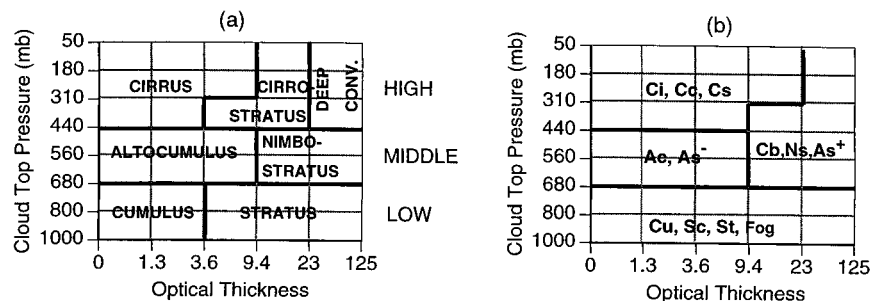 (a)
Cloud Top Pressure (mb)
50
180
310
440
560
680
800
1000
CIRRUS
CIRRO-
STRATUS
DEEP
CONV.
ALTOCUMULUS
NIMBO-
STRATUS
CUMULUS
STRATUS
HIGH
MIDDLE
LOW
0 1.3 3.6 9.4 23 125
Optical Thickness
(b)
Cloud Top Pressure (mb)
50
180
310
440
560
680
800
1000
Ci, Cc, Cs
Ac, As-
Cb,Ns,As+
Cu, Sc, St, Fog
0 1.3 3.6 9.4 23 125
Optical Thickness